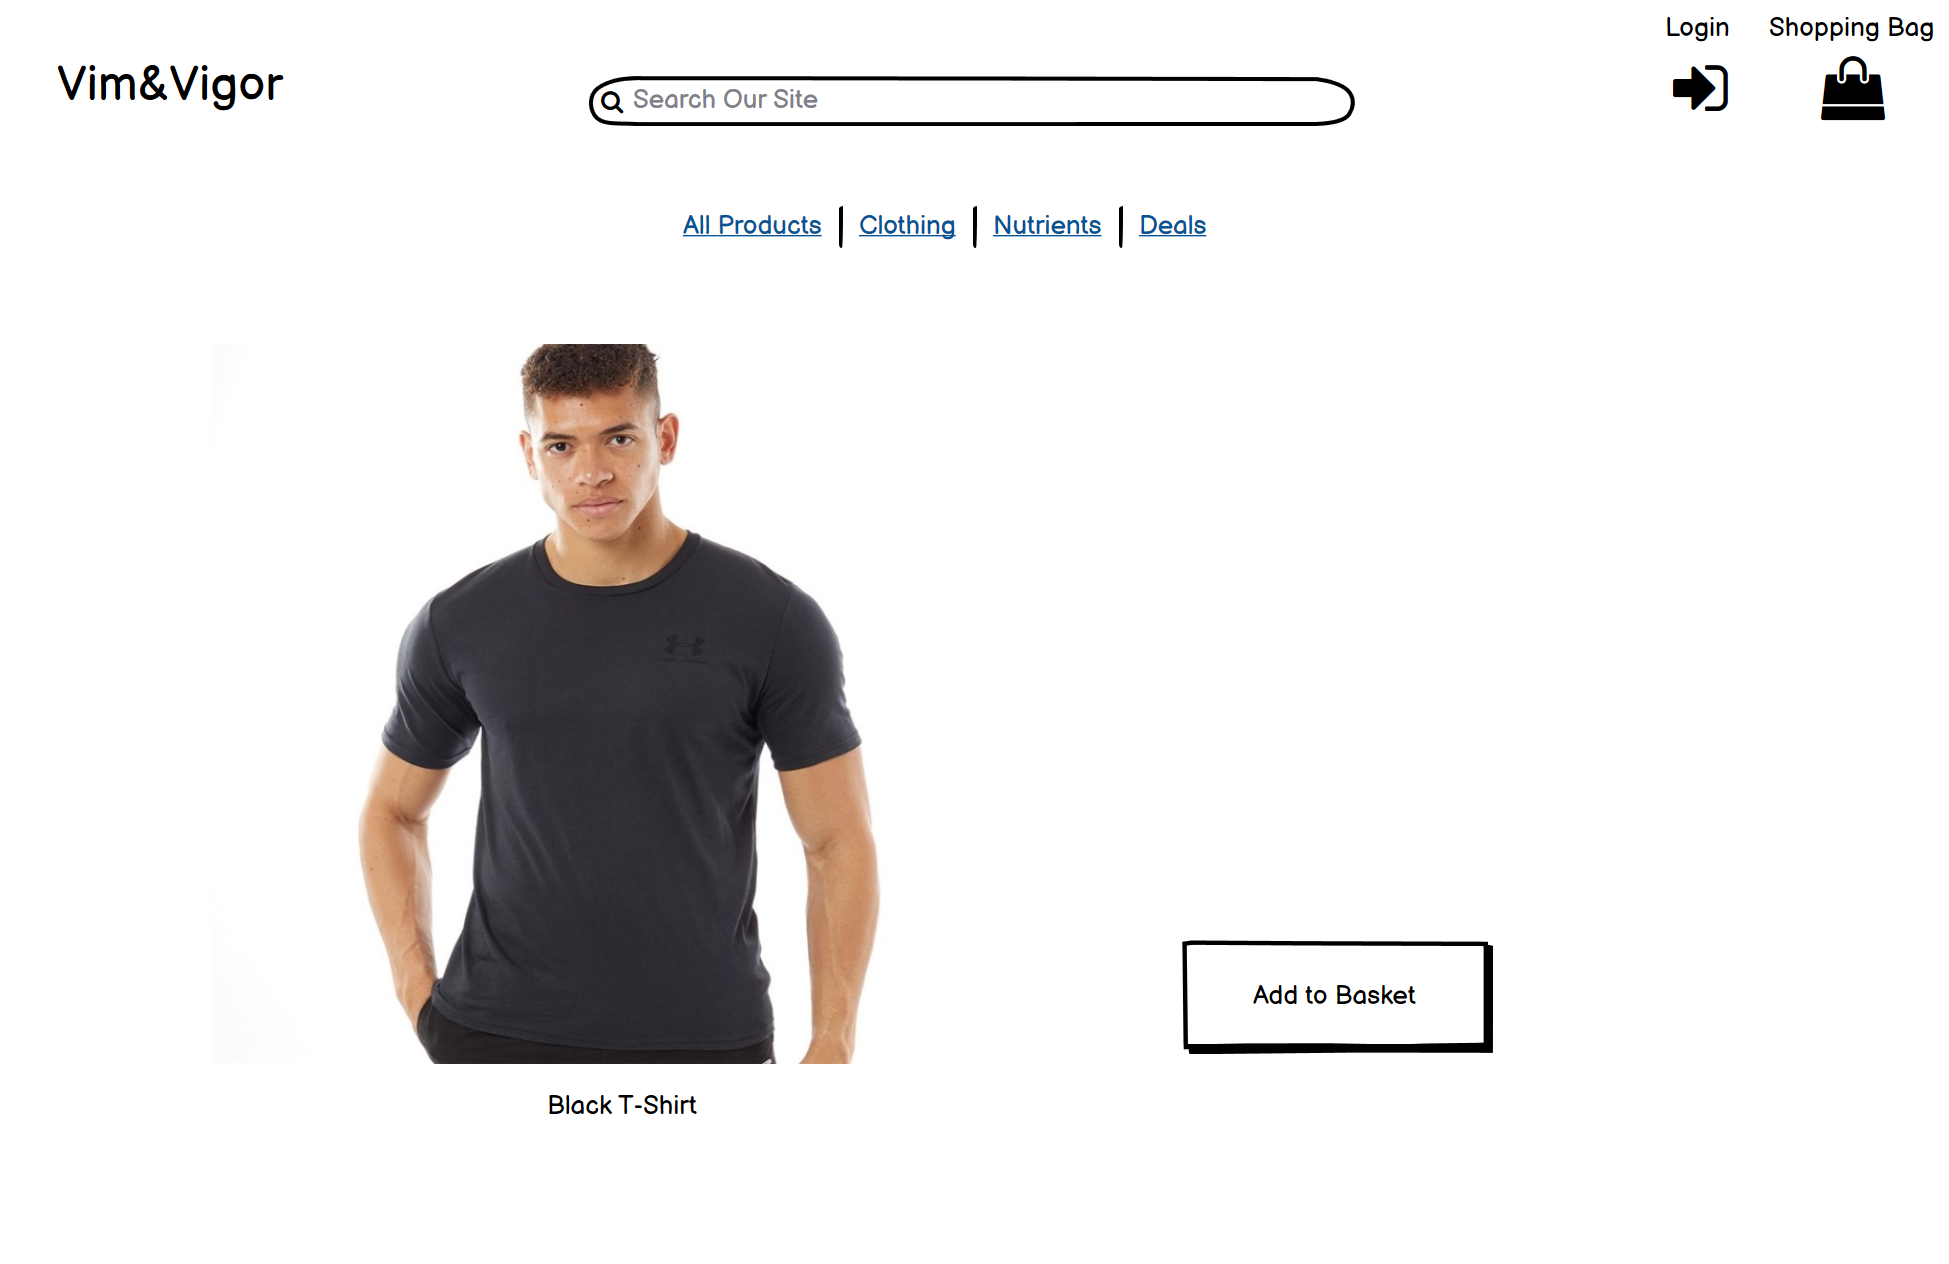 Login
Shopping Bag
Vim&Vigor
Search Our Site
All Products
Clothing
Nutrients
Deals
Add to Basket
Black T-Shirt